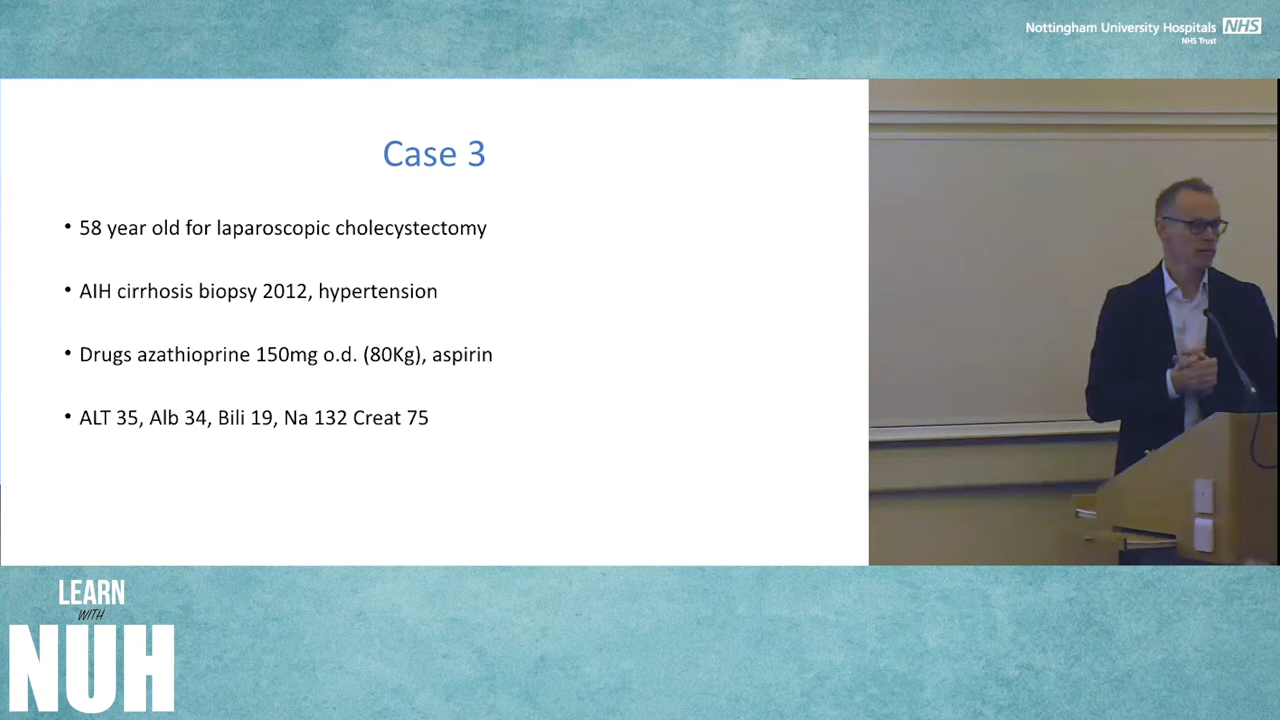 Nottingham University Hospitals NHS
NHS Trust
Case 3
• 58 year old for laparoscopic cholecystectomy
• AIH cirrhosis biopsy 2012, hypertension
• Drugs azathioprine 150mg o.d. (80Kg), aspirin
• ALT 35, Alb 34, Bili 19, Na 132 Creat 75
LEARN
WITH
NUH